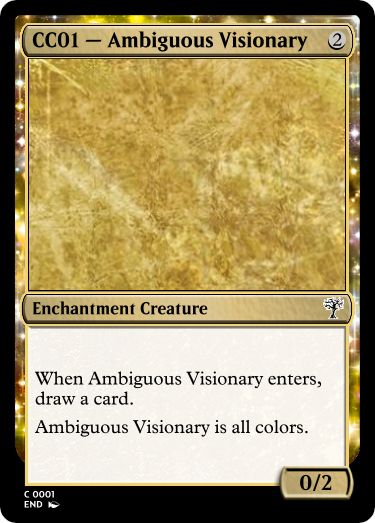 CC01 — Ambiguous Visionary 2
Enchantment Creature
When Ambiguous Visionary enters,
draw a card.
Ambiguous Visionary is all colors.
0/2
C 0001
END